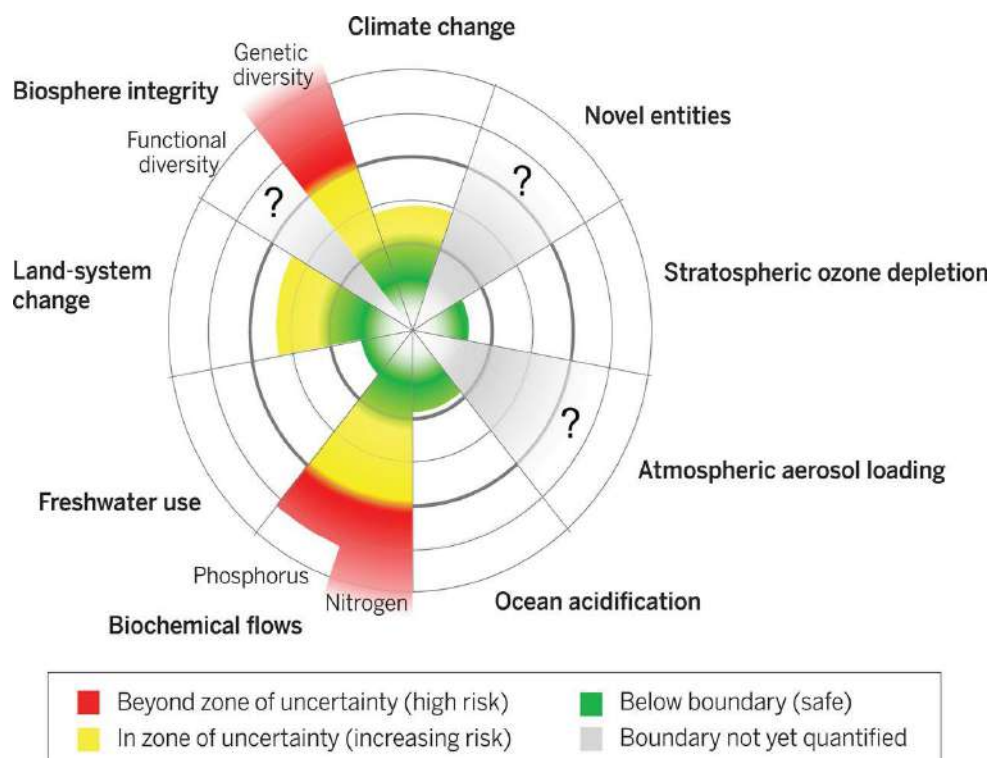 Climate change
Genetic
diversity
Biosphere integrity
Novel entities
Functional
diversity
?
?
Land-system
change
Stratospheric ozone depletion
?
Atmospheric aerosol loading
Freshwater use
Phosphorus
Nitrogen
Ocean acidification
Biochemical flows
Beyond zone of uncertainty (high risk)
In zone of uncertainty (increasing risk)
Below boundary (safe)
Boundary not yet quantified